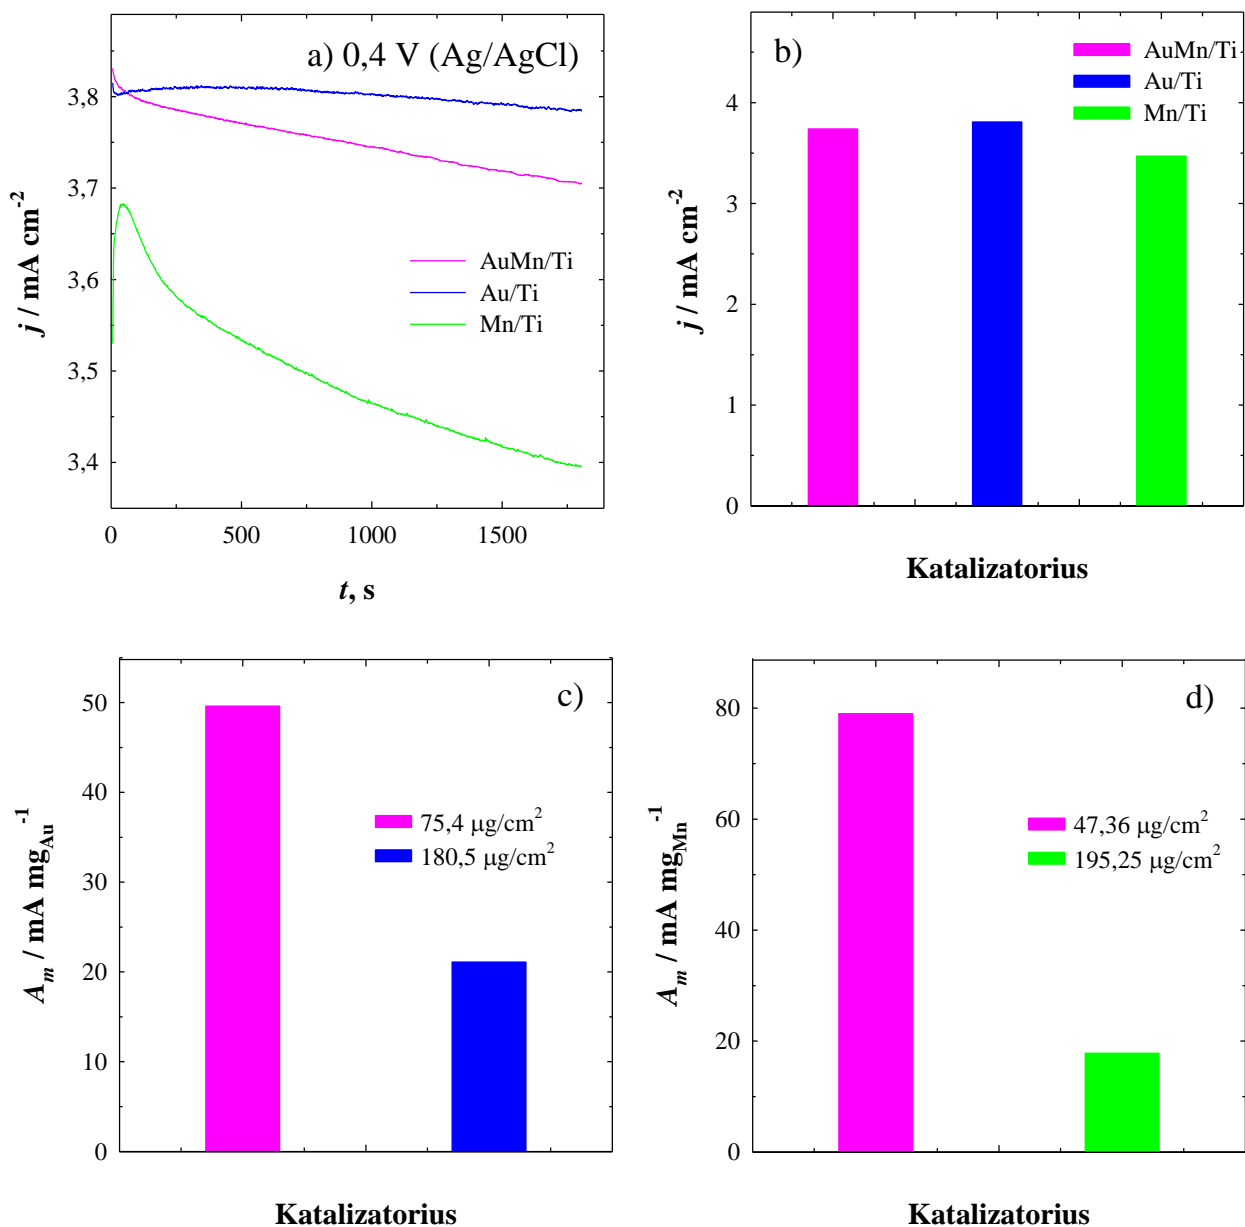 a) 0,4 V (Ag/AgCl)
3,8
3,7
3,6
3,5
3,4
j / mA cm-2
AuMn/Ti
Au/Ti
Mn/Ti
0
500
1000
1500
t, s
b)
AuMn/Ti
Au/Ti
Mn/Ti
4
3
2
1
0
j / mA cm-2
Katalizatorius
c)
50
40
30
20
10
0
Am / mA mgAu-1
75,4 µg/cm2
180,5 µg/cm2
Katalizatorius
d)
80
60
40
20
0
Am / mA mgMn-1
47,36 µg/cm2
195,25 µg/cm2
Katalizatorius